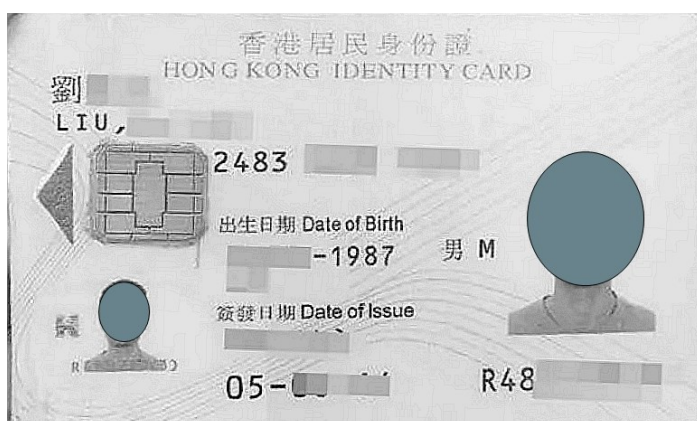 香港居民身份證
HONG KONG IDENTITY CARD
劉
LIU,
2483
出生日期 Date of Birth
-1987
男 M
簽發日期 Date of Issue
05-
R48